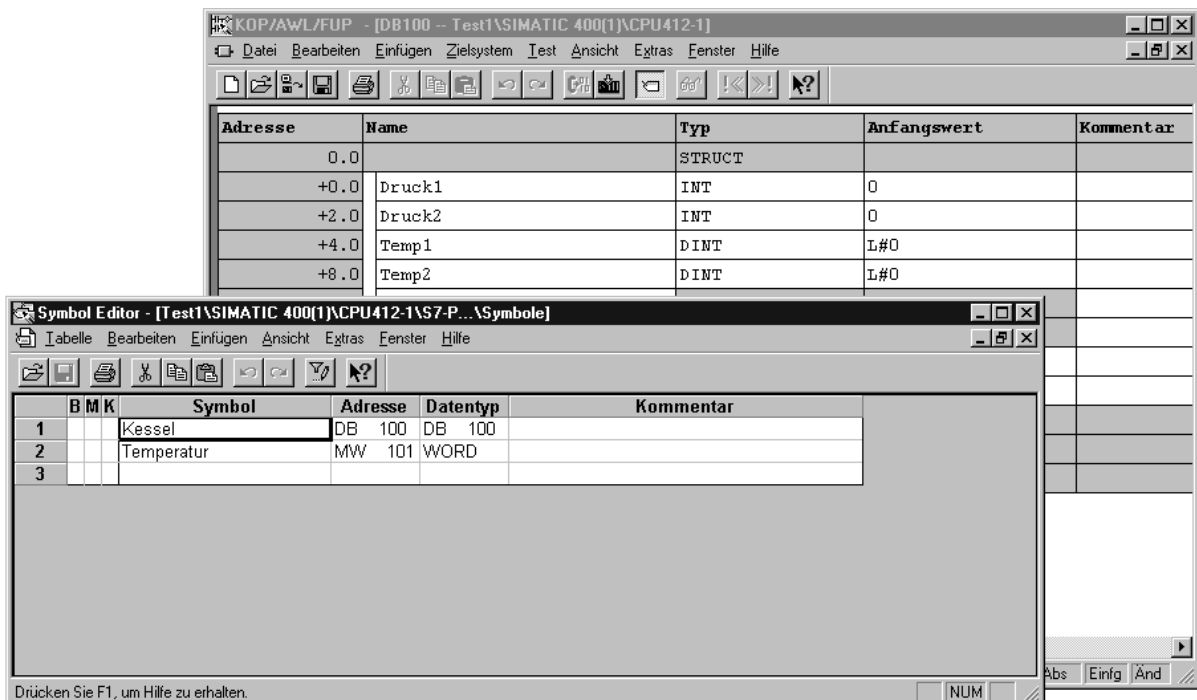 KOP/AWL/FUP - [DB100 -- Test1\SIMATIC 400(1)\CPU412-1]
Datei Bearbeiten Einfügen Zielsystem Test Ansicht Extras Fenster Hilfe
Adresse Name Typ Anfangswert Kommentar
0.0 STRUCT
+0.0 Druck1 INT 0
+2.0 Druck2 INT 0
+4.0 Temp1 DINT L#0
+8.0 Temp2 DINT L#0
Symbol Editor - [Test1\SIMATIC 400(1)\CPU412-1\S7-P...\Symbole]
Tabelle Bearbeiten Einfügen Ansicht Extras Fenster Hilfe
B M K Symbol Adresse Datentyp Kommentar
1 Kessel DB 100 DB 100
2 Temperatur MW 101 WORD
3
Abs Einfg Änd
Drücken Sie F1, um Hilfe zu erhalten. NUM